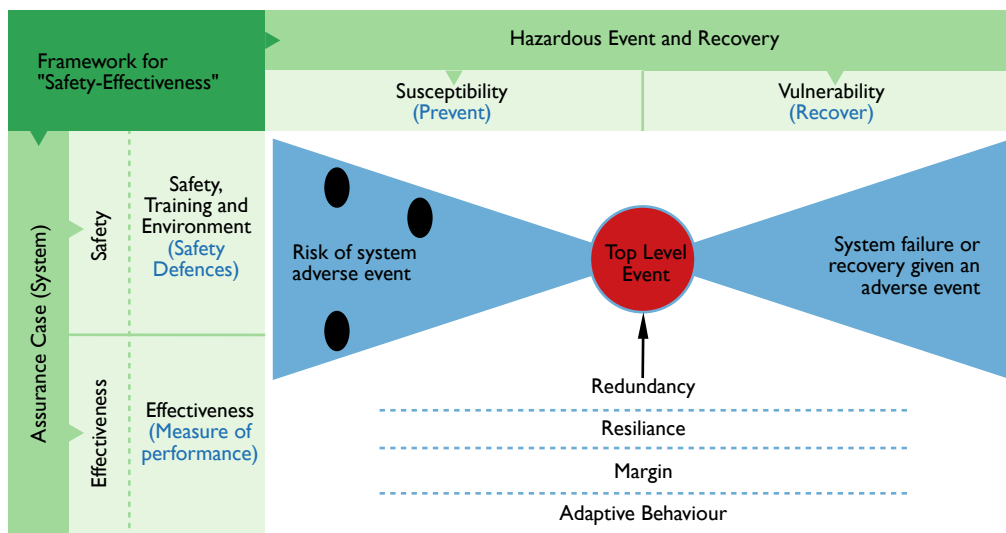 Framework for
"Safety-Effectiveness"
Hazardous Event and Recovery
Susceptibility
(Prevent)
Vulnerability
(Recover)
Assurance Case (System)
Safety
Safety,
Training and
Environment
(Safety
Defences)
Risk of system
adverse event
Top Level
Event
System failure or
recovery given an
adverse event
Effectiveness
Effectiveness
(Measure of
performance)
Redundancy
Resiliance
Margin
Adaptive Behaviour